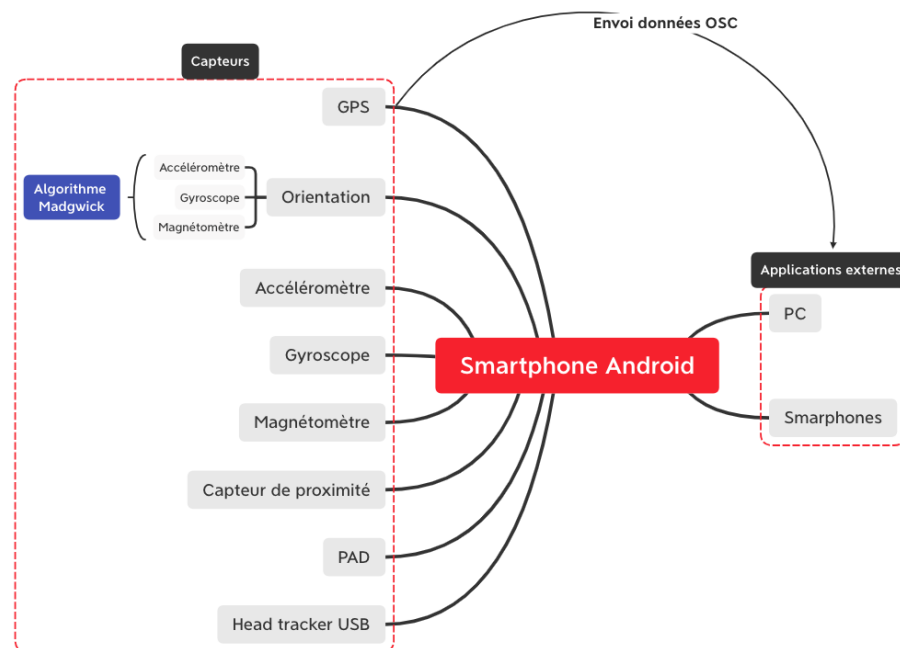 Envoi données OSC
Capteurs
GPS
Accéléromètre
Algorithme
Madgwick
Gyroscope
Orientation
Magnétomètre
Applications externes
Accéléromètre
PC
Gyroscope
Smartphone Android
Magnétomètre
Smarphones
Capteur de proximité
PAD
Head tracker USB